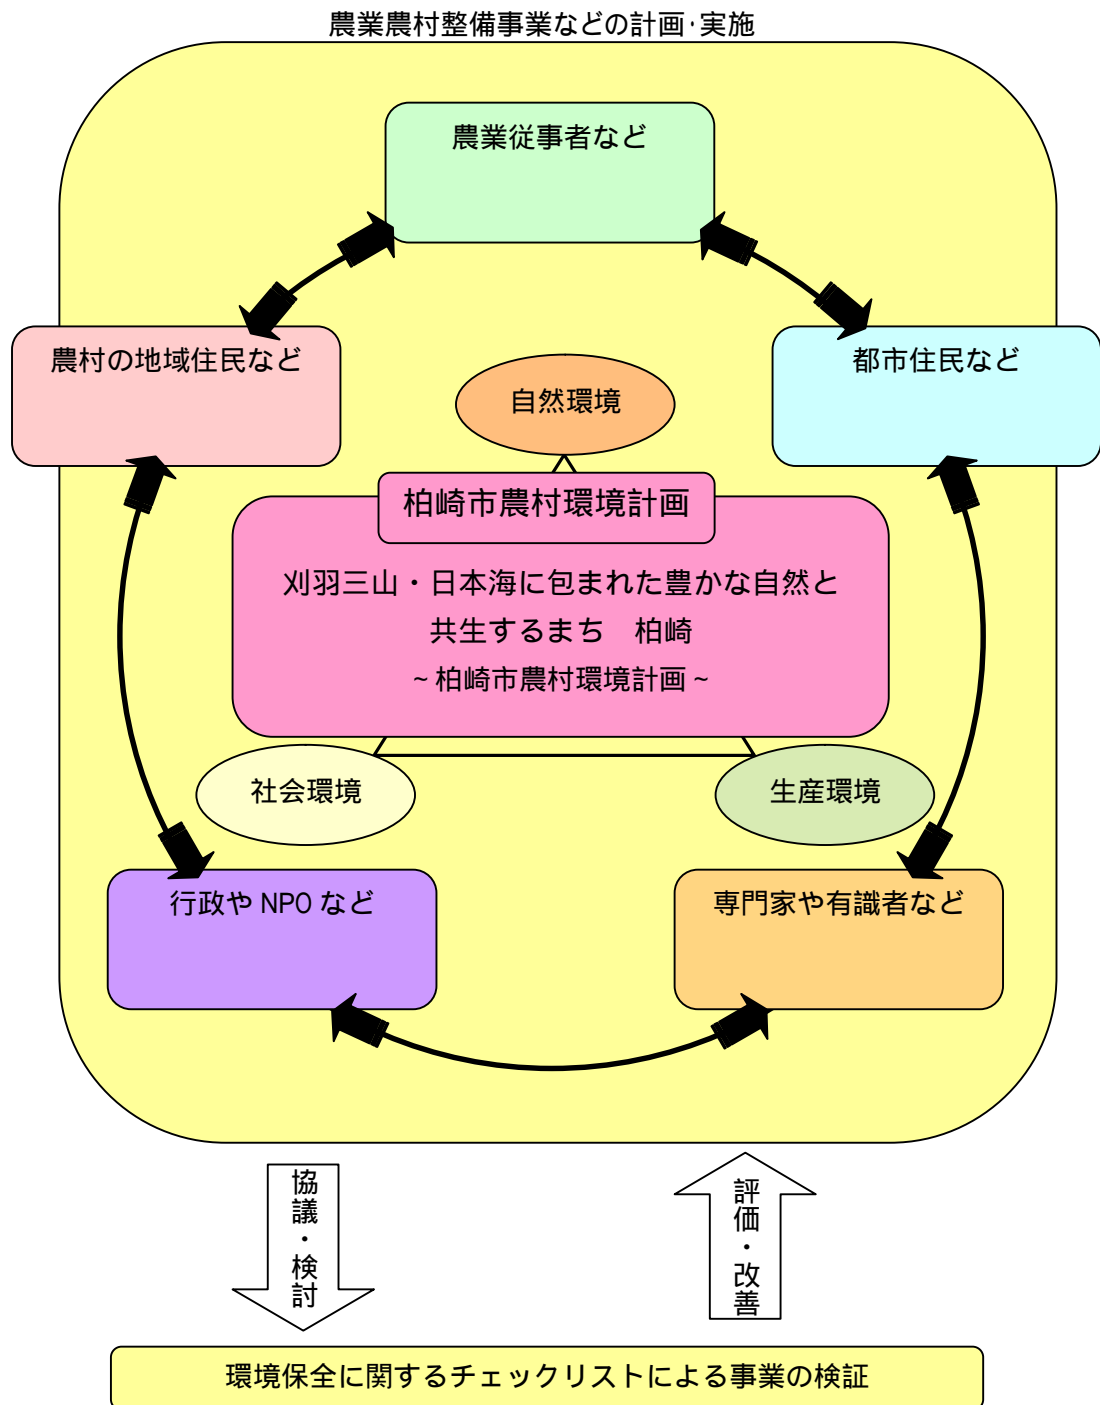 農業農村整備事業などの計画･実施
農業従事者など
農村の地域住民など
都市住民など
自然環境
柏崎市農村環境計画
刈羽三山・日本海に包まれた豊かな自然と
共生するまち　柏崎
~柏崎市農村環境計画~
社会環境
生産環境
行政や NPO など
専門家や有識者など
協議・検討
評価・改善
環境保全に関するチェックリストによる事業の検証